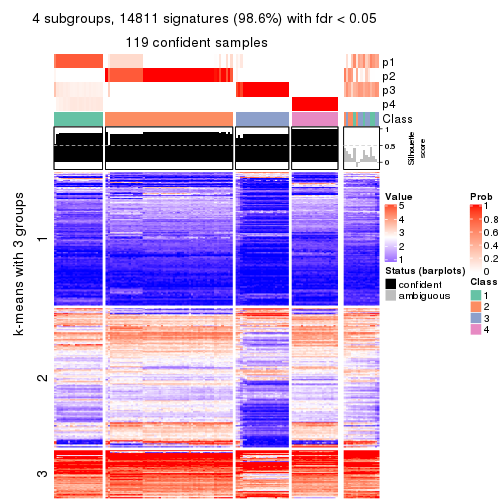 4 subgroups, 14811 signatures (98.6%) with fdr < 0.05
119 confident samples
p1
p2
p3
p4
Class
1
0.5
0
Silhouette
score
k-means with 3 groups
1
2
3
Value
5
4
3
2
1
Status (barplots)
confident
ambiguous
Prob
1
0.8
0.6
0.4
0.2
0
Class
1
2
3
4